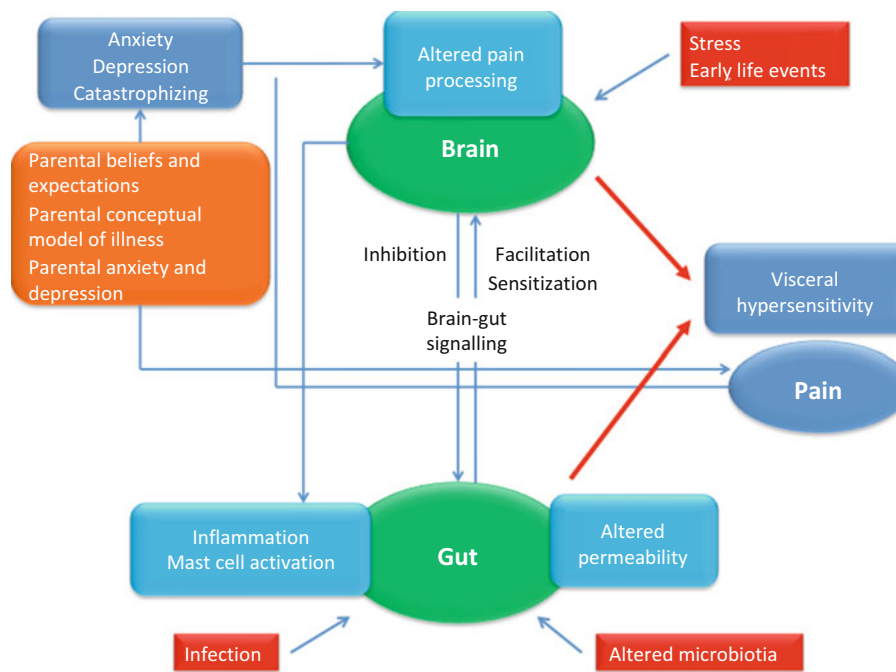 Anxiety
Depression
Catastrophizing
Altered pain
processing
Stress
Early life events
Brain
Parental beliefs and
expectations
Parental conceptual
model of illness
Parental anxiety and
depression
Inhibition
Facilitation
Sensitization
Visceral
hypersensitivity
Brain-gut
signalling
Pain
Inflammation
Mast cell activation
Gut
Altered
permeability
Infection
Altered microbiotia